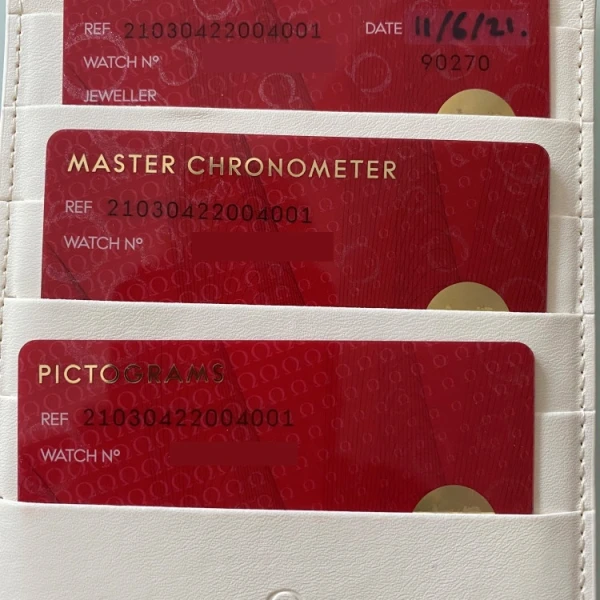 REF 21030422004001 DATE 11/6/21.
WATCH Nº 90270
JEWELLER
MASTER CHRONOMETER
REF 21030422004001
WATCH Nº
PICTOGRAMS
REF 21030422004001
WATCH Nº